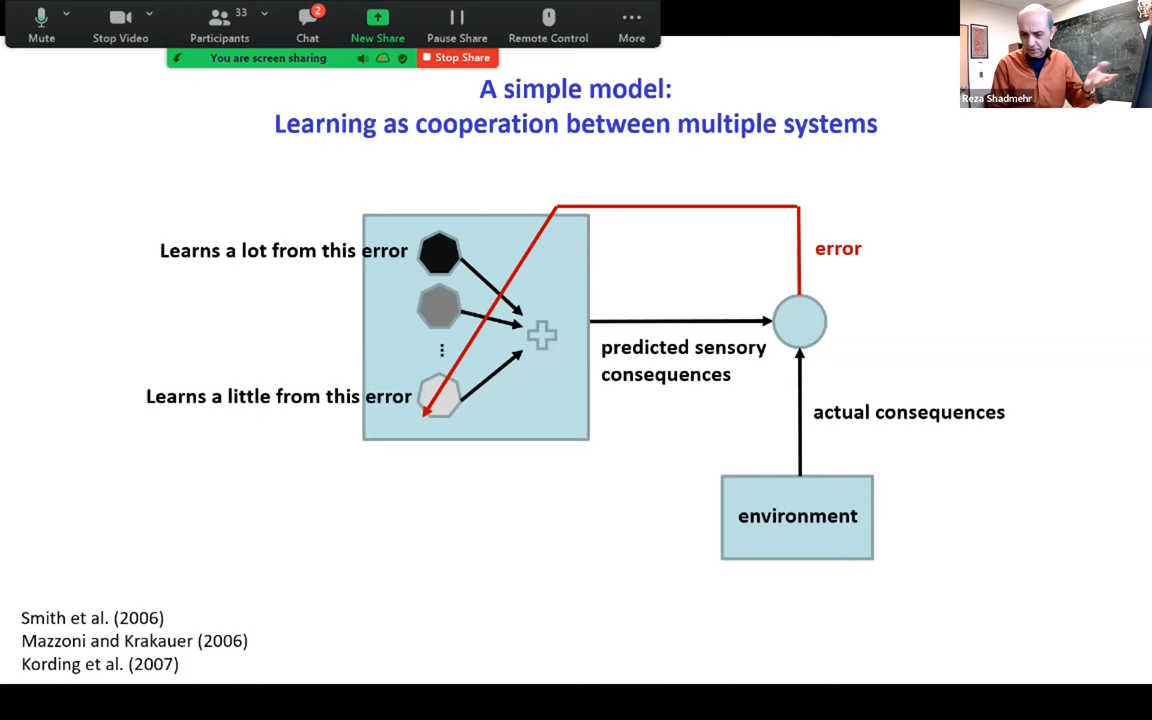 33
2
Mute
Stop Video
Participants
Chat
New Share
Pause Share
Remote Control
More
You are screen sharing
Stop Share
Reza Shadmehr
A simple model:
Learning as cooperation between multiple systems
Learns a lot from this error
error
predicted sensory
consequences
Learns a little from this error
actual consequences
environment
Smith et al. (2006)
Mazzoni and Krakauer (2006)
Kording et al. (2007)